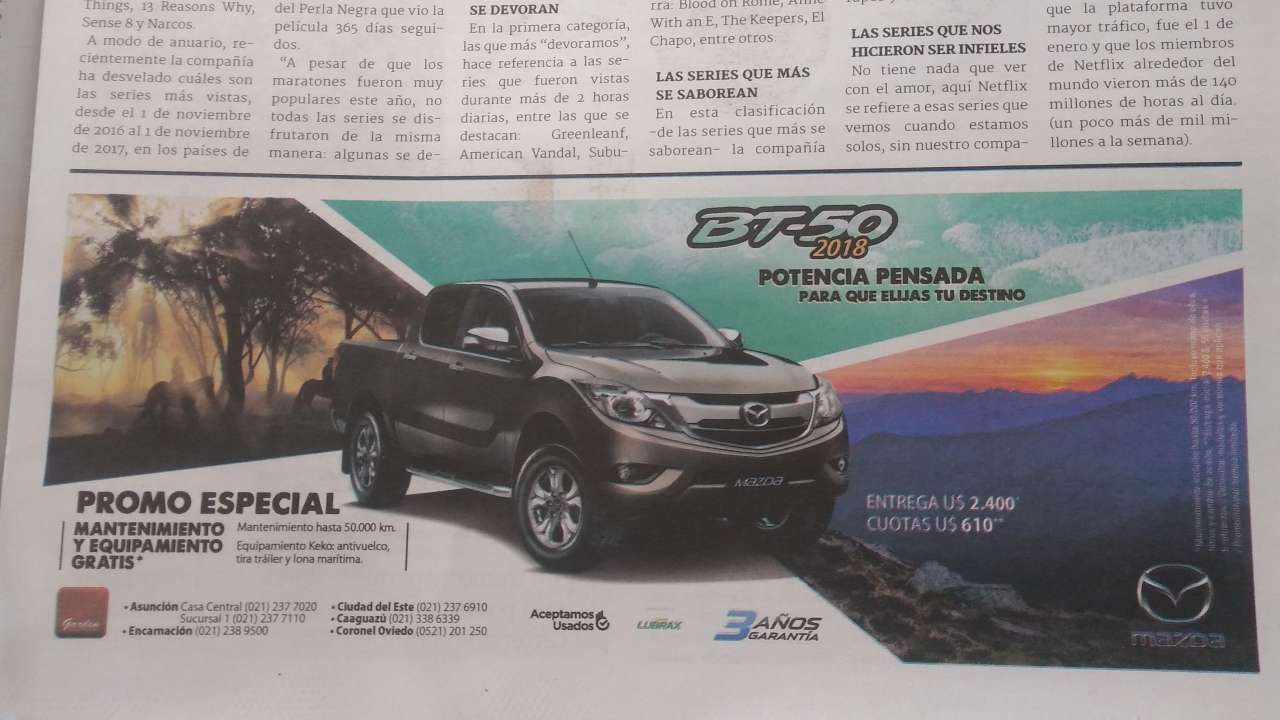 Things, 13 Reasons Why,
Sense 8 y Narcos.
A modo de anuario, re-
cientemente la compañía
ha desvelado cuáles son
las series más vistas,
desde el 1 de noviembre
de 2016 al 1 de noviembre
de 2017, en los países de
del Perla Negra que vio la
película 365 días segui-
dos.
“A pesar de que los
maratones fueron muy
populares este año, no
todas las series se dis-
frutaron de la misma
manera: algunas se de-
SE DEVORAN
En la primera categoría,
las que más “devoramos”,
hace referencia a las se-
ries que fueron vistas
durante más de 2 horas
diarias, entre las que se
destacan: Greenleanf,
American Vandal, Subu-
rra: Blood on Rome, Anne
With an E, The Keepers, El
Chapo, entre otros.
LAS SERIES QUE MÁS
SE SABOREAN
En esta clasificación
-de las series que más se
saborean- la compañía
LAS SERIES QUE NOS
HICIERON SER INFIELES
No tiene nada que ver
con el amor, aquí Netflix
se refiere a esas series que
vemos cuando estamos
solos, sin nuestro compa-
que la plataforma tuvo
mayor tráfico, fue el 1 de
enero y que los miembros
de Netflix alrededor del
mundo vieron más de 140
millones de horas al día.
(un poco más de mil mi-
llones a la semana).
BT-50
2018
POTENCIA PENSADA
PARA QUE ELIJAS TU DESTINO
mazda
ENTREGA U$ 2.400*
CUOTAS U$ 610**
PROMO ESPECIAL
MANTENIMIENTO
Y EQUIPAMIENTO
GRATIS*
Mantenimiento hasta 50.000 km.
Equipamiento Keko: antivuelco,
tira tráiler y lona marítima.
Garden
• Asunción Casa Central (021) 237 7020
Sucursal 1 (021) 237 7110
• Encarnación (021) 238 9500
• Ciudad del Este (021) 237 6910
• Caaguazú (021) 338 6339
• Coronel Oviedo (0521) 201 250
Aceptamos
Usados
LUBRAX
3 AÑOS
GARANTÍA
mazda